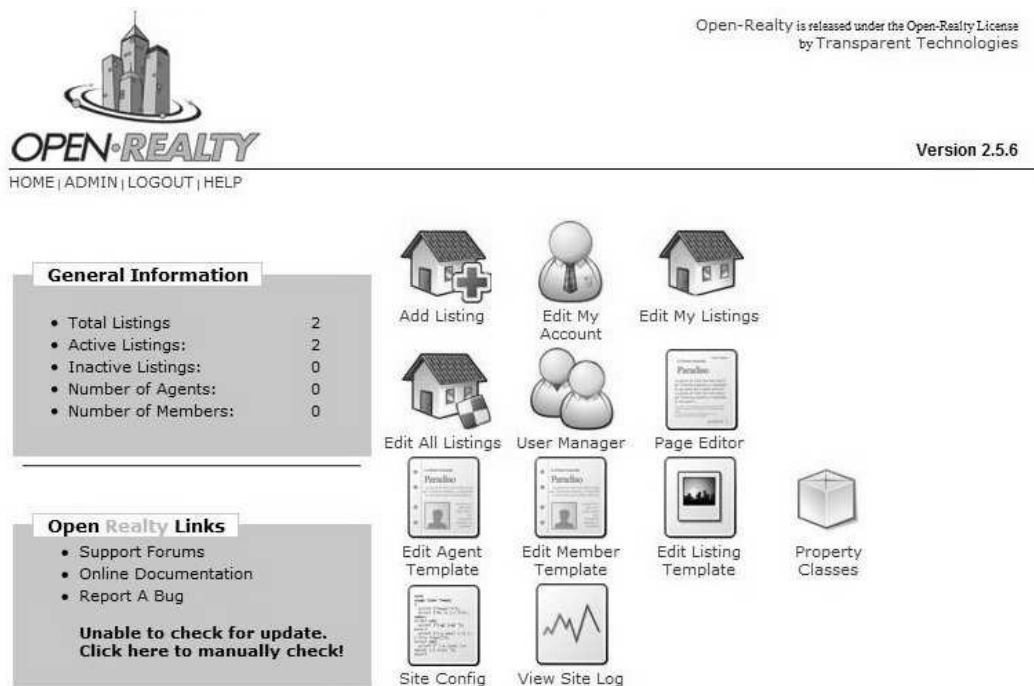 Open-Realty is released under the Open-Realty License
by Transparent Technologies
OPEN·REALTY
Version 2.5.6
HOME | ADMIN | LOGOUT | HELP
General Information
• Total Listings 2
• Active Listings: 2
• Inactive Listings: 0
• Number of Agents: 0
• Number of Members: 0
Open Realty Links
• Support Forums
• Online Documentation
• Report A Bug
Unable to check for update.
Click here to manually check!
Add Listing
Edit My
Account
Edit My Listings
Edit All Listings
User Manager
Paradiso
Page Editor
Paradiso
Edit Agent
Template
Paradiso
Edit Member
Template
Edit Listing
Template
Property
Classes
Site Config
View Site Log